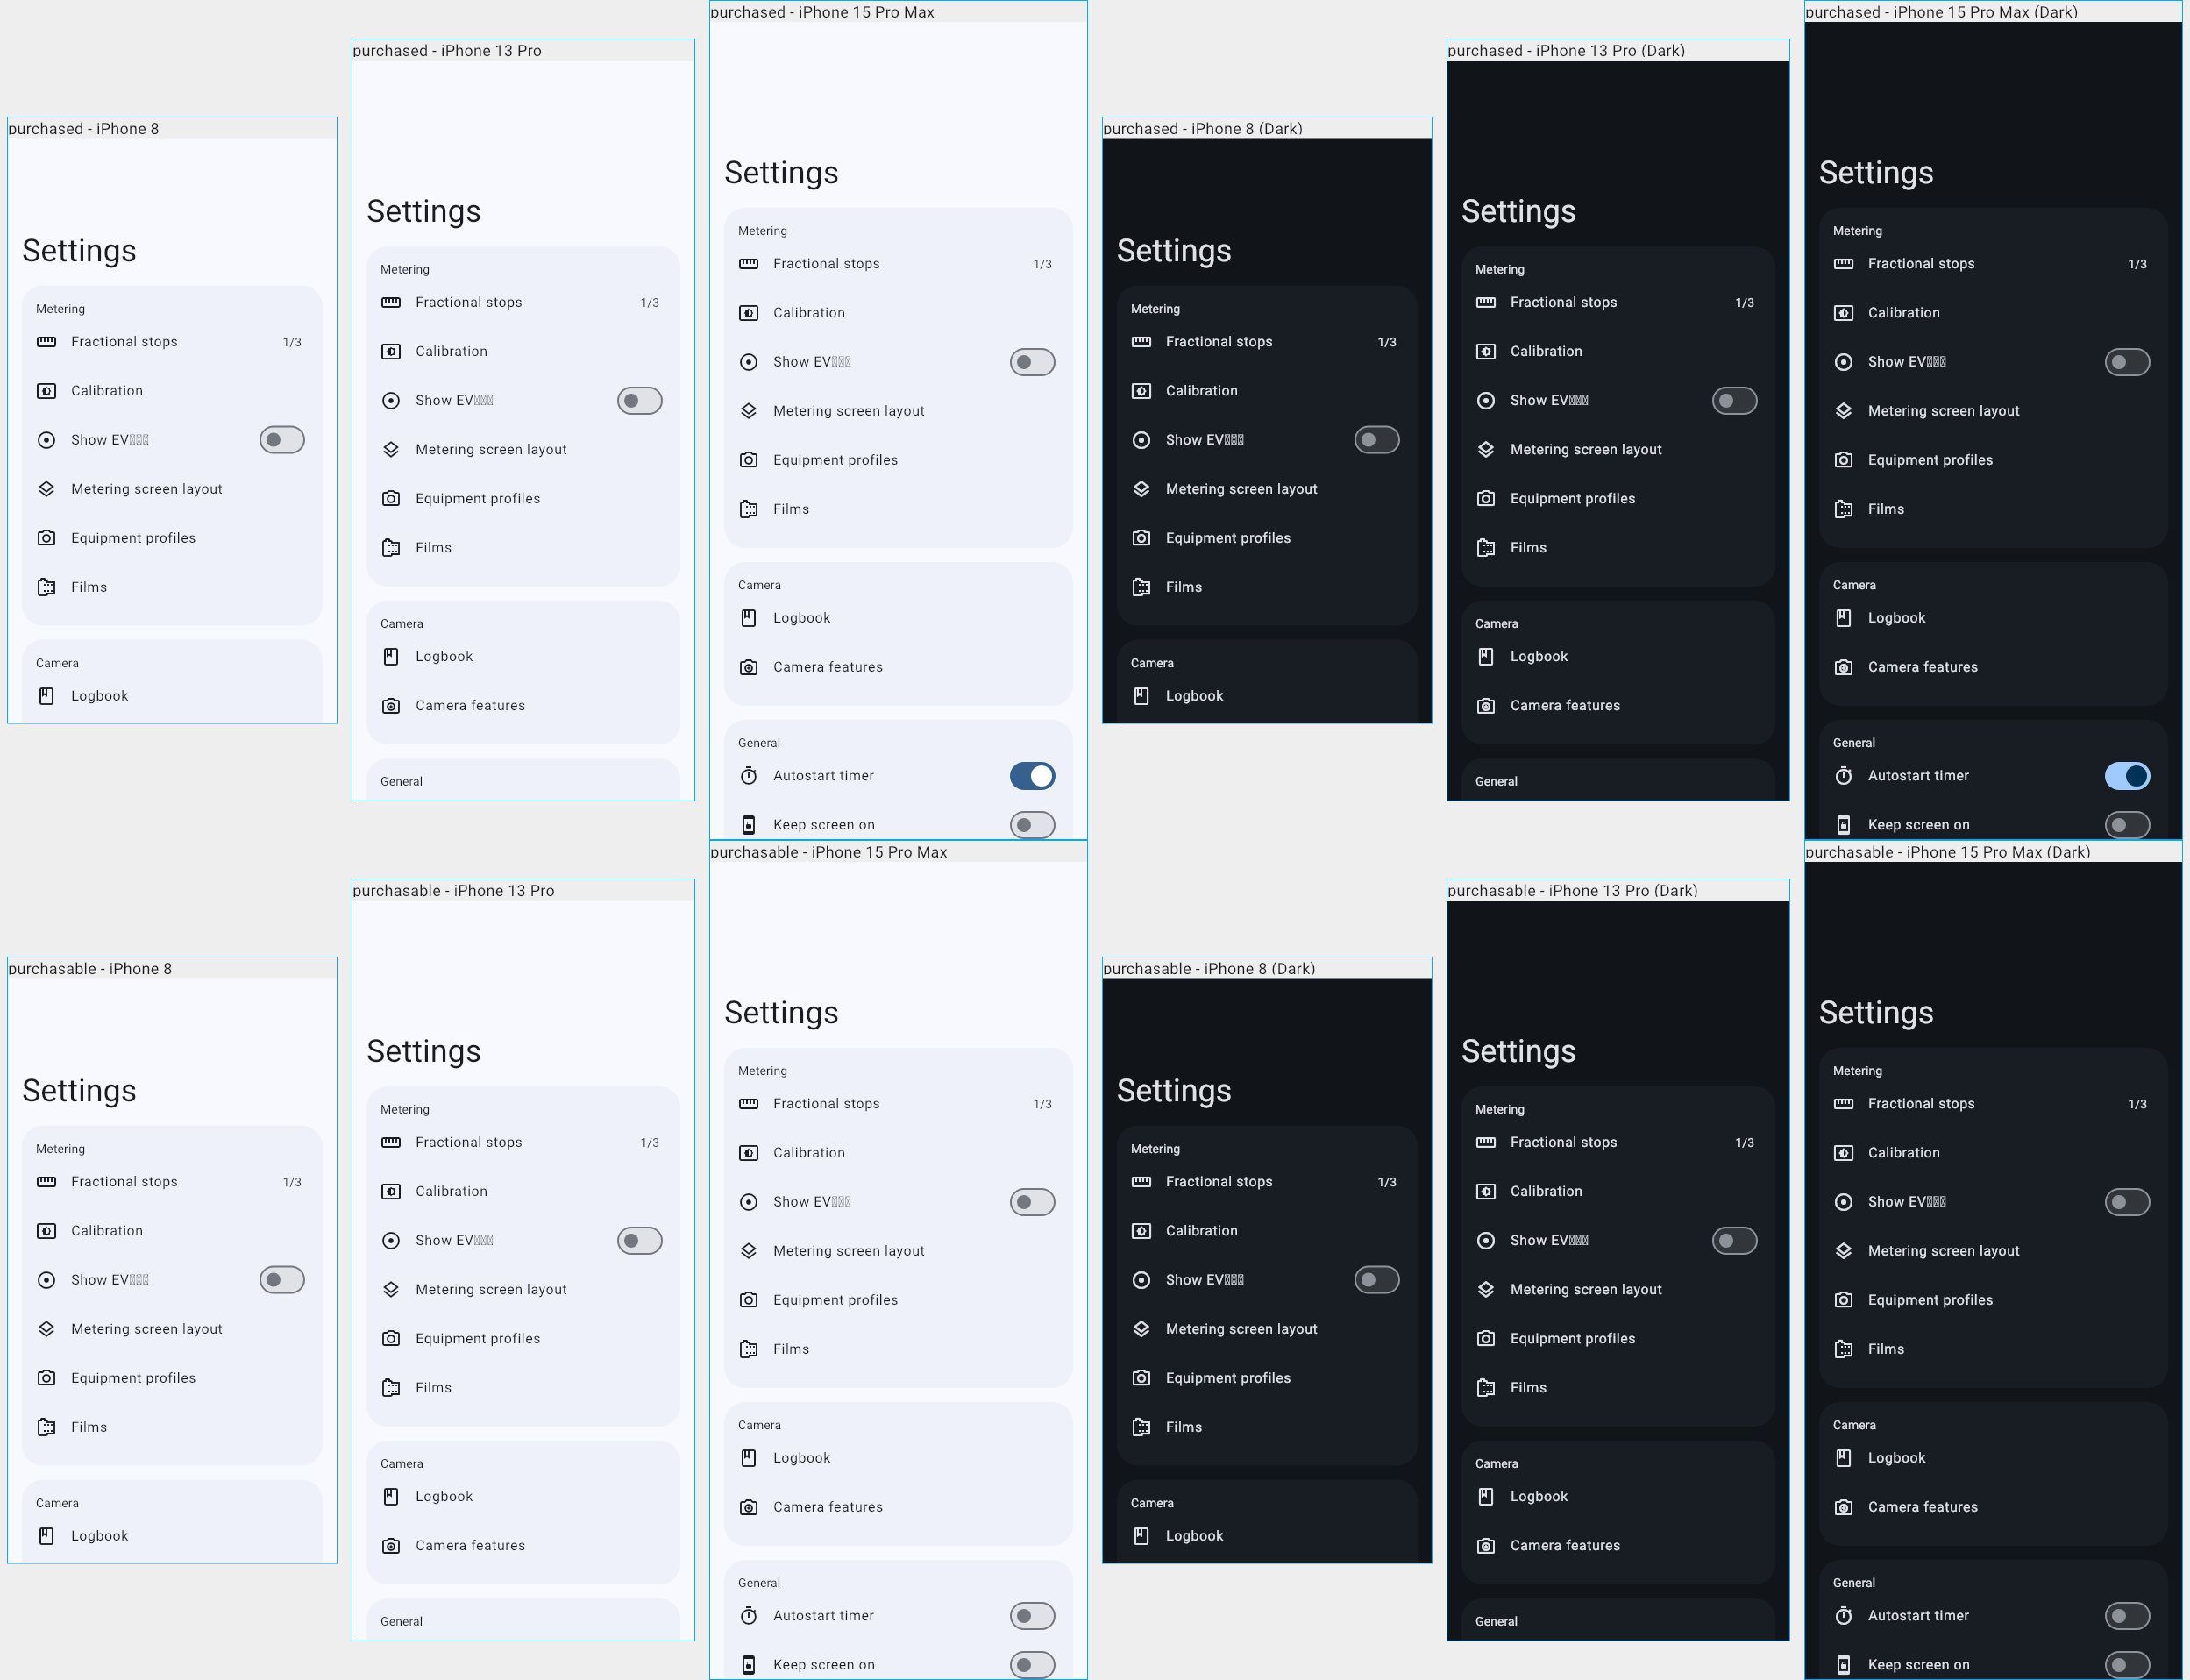 purchased - iPhone 8
Settings
Metering
Fractional stops 1/3
Calibration
Show EV▯▯▯
Metering screen layout
Equipment profiles
Films
Camera
Logbook
purchased - iPhone 13 Pro
Settings
Metering
Fractional stops 1/3
Calibration
Show EV▯▯▯
Metering screen layout
Equipment profiles
Films
Camera
Logbook
Camera features
General
purchased - iPhone 15 Pro Max
Settings
Metering
Fractional stops 1/3
Calibration
Show EV▯▯▯
Metering screen layout
Equipment profiles
Films
Camera
Logbook
Camera features
General
Autostart timer
Keep screen on
purchased - iPhone 8 (Dark)
Settings
Metering
Fractional stops 1/3
Calibration
Show EV▯▯▯
Metering screen layout
Equipment profiles
Films
Camera
Logbook
purchased - iPhone 13 Pro (Dark)
Settings
Metering
Fractional stops 1/3
Calibration
Show EV▯▯▯
Metering screen layout
Equipment profiles
Films
Camera
Logbook
Camera features
General
purchased - iPhone 15 Pro Max (Dark)
Settings
Metering
Fractional stops 1/3
Calibration
Show EV▯▯▯
Metering screen layout
Equipment profiles
Films
Camera
Logbook
Camera features
General
Autostart timer
Keep screen on
purchasable - iPhone 8
Settings
Metering
Fractional stops 1/3
Calibration
Show EV▯▯▯
Metering screen layout
Equipment profiles
Films
Camera
Logbook
purchasable - iPhone 13 Pro
Settings
Metering
Fractional stops 1/3
Calibration
Show EV▯▯▯
Metering screen layout
Equipment profiles
Films
Camera
Logbook
Camera features
General
purchasable - iPhone 15 Pro Max
Settings
Metering
Fractional stops 1/3
Calibration
Show EV▯▯▯
Metering screen layout
Equipment profiles
Films
Camera
Logbook
Camera features
General
Autostart timer
Keep screen on
purchasable - iPhone 8 (Dark)
Settings
Metering
Fractional stops 1/3
Calibration
Show EV▯▯▯
Metering screen layout
Equipment profiles
Films
Camera
Logbook
purchasable - iPhone 13 Pro (Dark)
Settings
Metering
Fractional stops 1/3
Calibration
Show EV▯▯▯
Metering screen layout
Equipment profiles
Films
Camera
Logbook
Camera features
General
purchasable - iPhone 15 Pro Max (Dark)
Settings
Metering
Fractional stops 1/3
Calibration
Show EV▯▯▯
Metering screen layout
Equipment profiles
Films
Camera
Logbook
Camera features
General
Autostart timer
Keep screen on